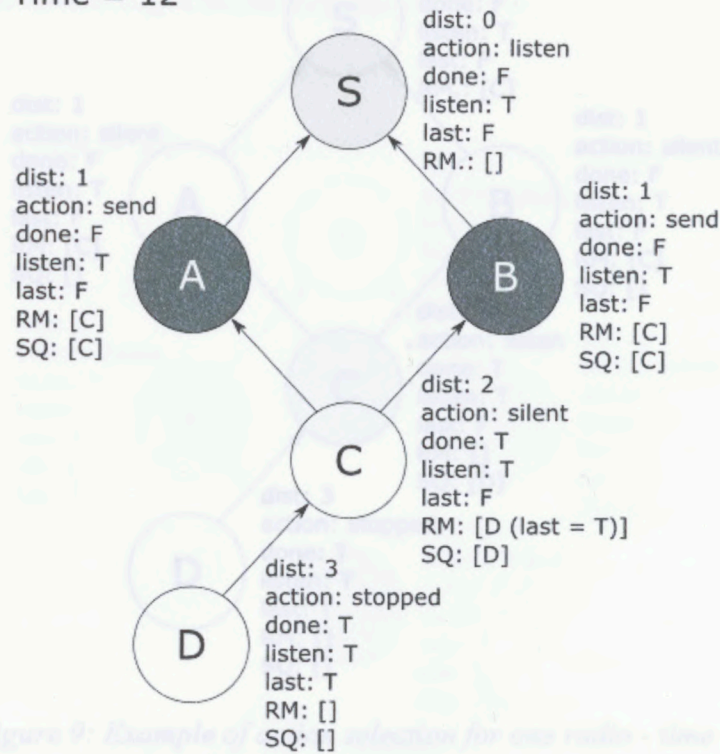 Time = 12
dist: 0
action: listen
done: F
listen: T
last: F
RM.: []
S
dist: 1
action: send
done: F
listen: T
last: F
RM: [C]
SQ: [C]
A
dist: 1
action: send
done: F
listen: T
last: F
RM: [C]
SQ: [C]
B
dist: 2
action: silent
done: T
listen: T
last: F
RM: [D (last = T)]
SQ: [D]
C
dist: 3
action: stopped
done: T
listen: T
last: T
RM: []
SQ: []
D